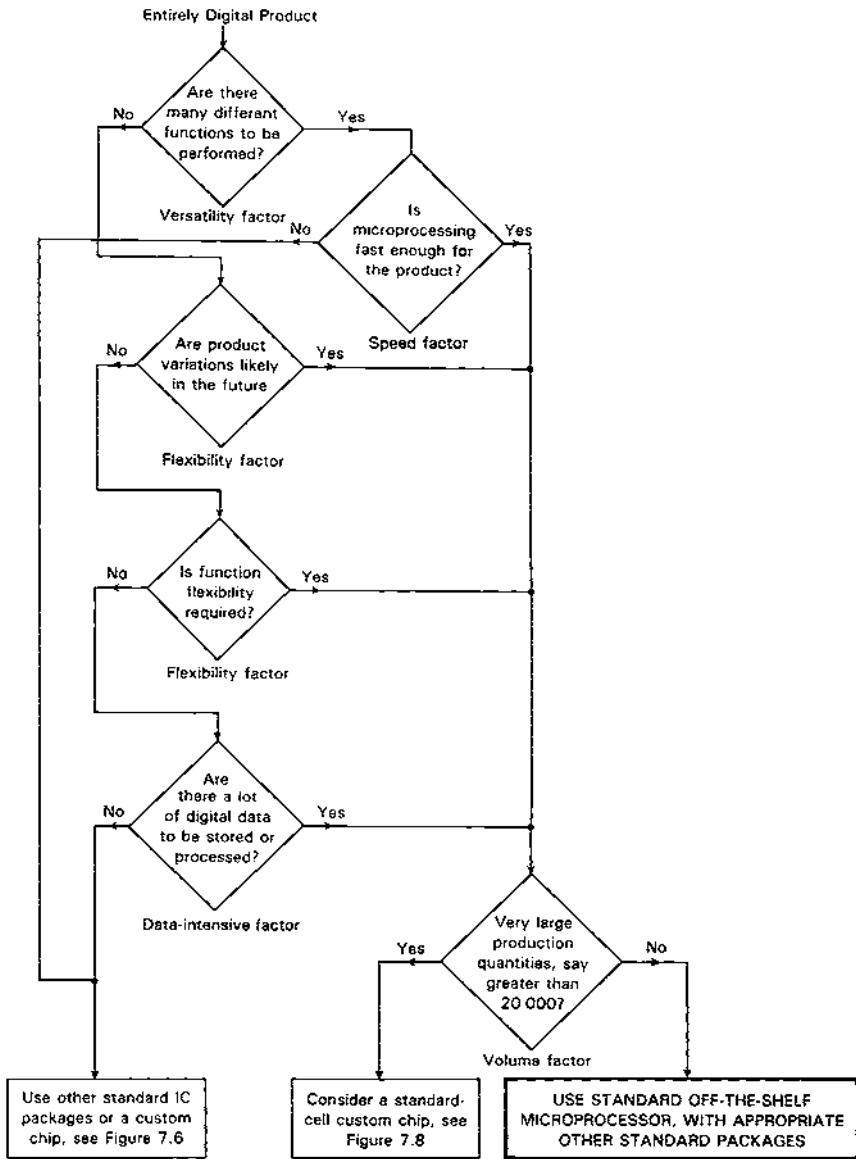 Entirely Digital Product
Are there
many different
functions to be
performed?
No
Yes
Versatility factor
Is
microprocessing
fast enough for
the product?
No
Yes
Speed factor
Are product
variations likely
in the future
No
Yes
Flexibility factor
Is function
flexibility
required?
No
Yes
Flexibility factor
Are
there a lot
of digital data
to be stored or
processed?
No
Yes
Data-intensive factor
Very large
production
quantities, say
greater than
20 000?
Yes
No
Volume factor
Use other standard IC
packages or a custom
chip, see Figure 7.6
Consider a standard-
cell custom chip, see
Figure 7.8
USE STANDARD OFF-THE-SHELF
MICROPROCESSOR, WITH APPROPRIATE
OTHER STANDARD PACKAGES